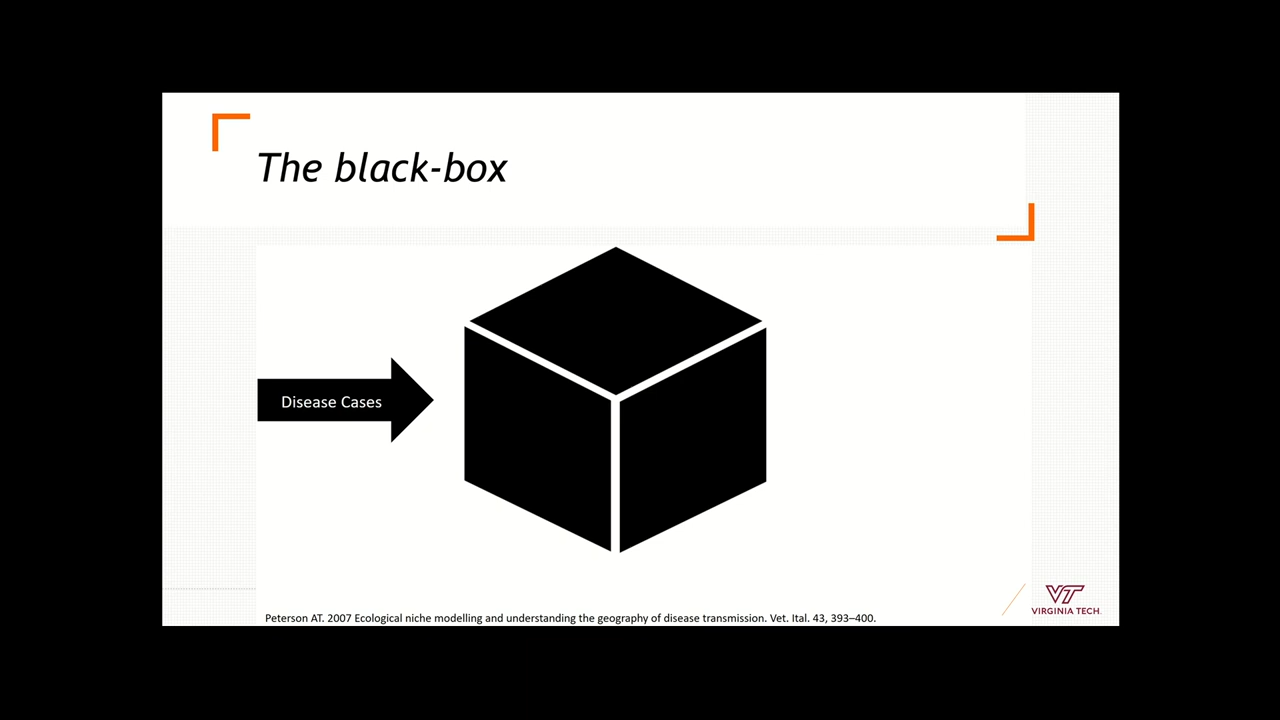 The black-box
Disease Cases
Peterson AT. 2007 Ecological niche modelling and understanding the geography of disease transmission. Vet. Ital. 43, 393–400.
VT
VIRGINIA TECH.